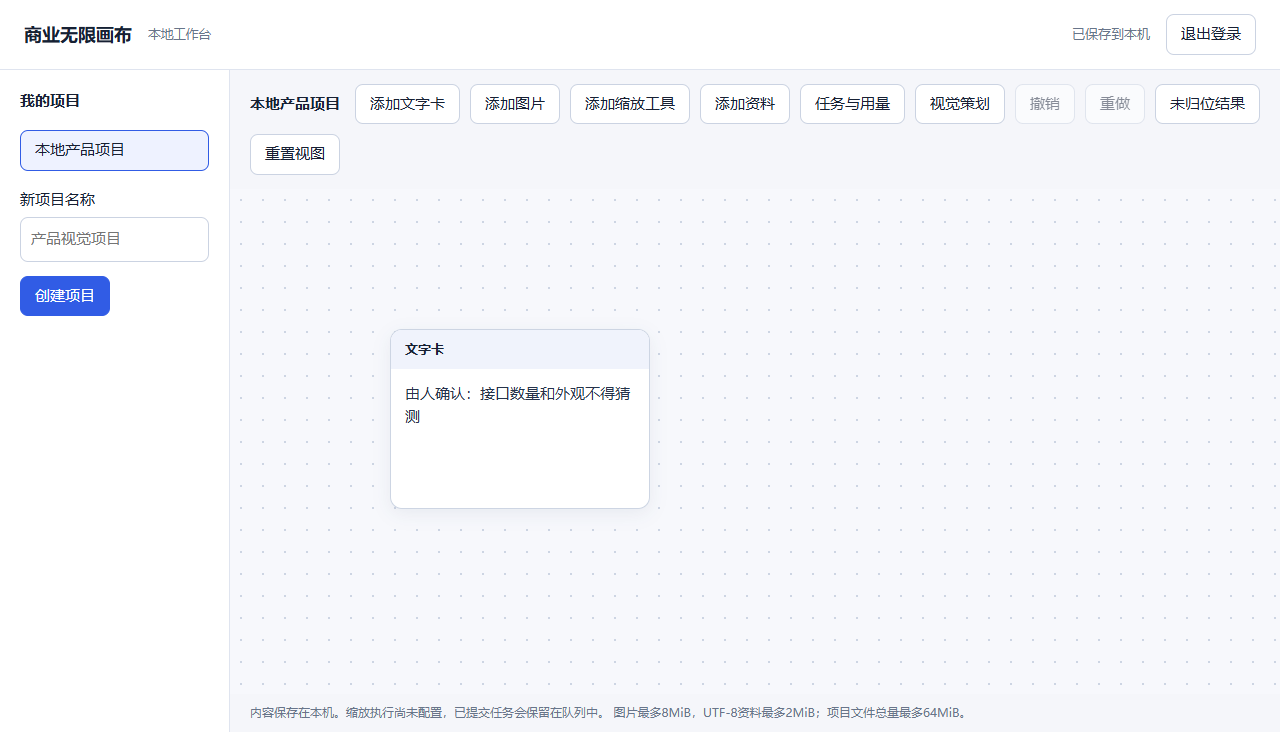 商业无限画布 本地工作台 已保存到本机 退出登录
我的项目
本地产品项目
新项目名称
产品视觉项目
创建项目
本地产品项目 添加文字卡 添加图片 添加缩放工具 添加资料 任务与用量 视觉策划 撤销 重做 未归位结果
重置视图
文字卡
由人确认：接口数量和外观不得猜
测
内容保存在本机。缩放执行尚未配置，已提交任务会保留在队列中。 图片最多8MiB，UTF-8资料最多2MiB；项目文件总量最多64MiB。